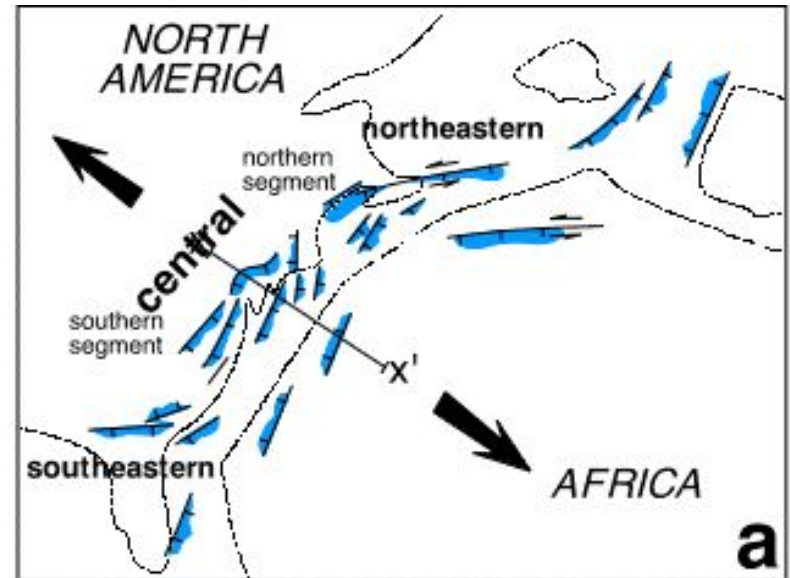 NORTH
AMERICA
northeastern
northern
segment
central
southern
segment
X'
southeastern
AFRICA
a